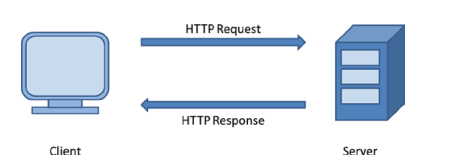 HTTP Request
HTTP Response
Client
Server